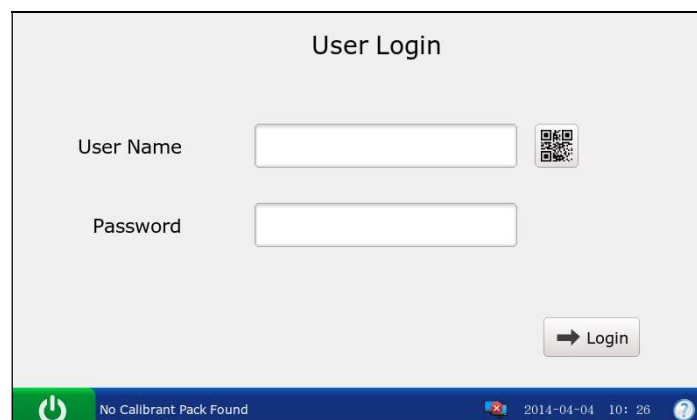 User Login
User Name
Password
Login
No Calibrant Pack Found 2014-04-04 10: 26 ?